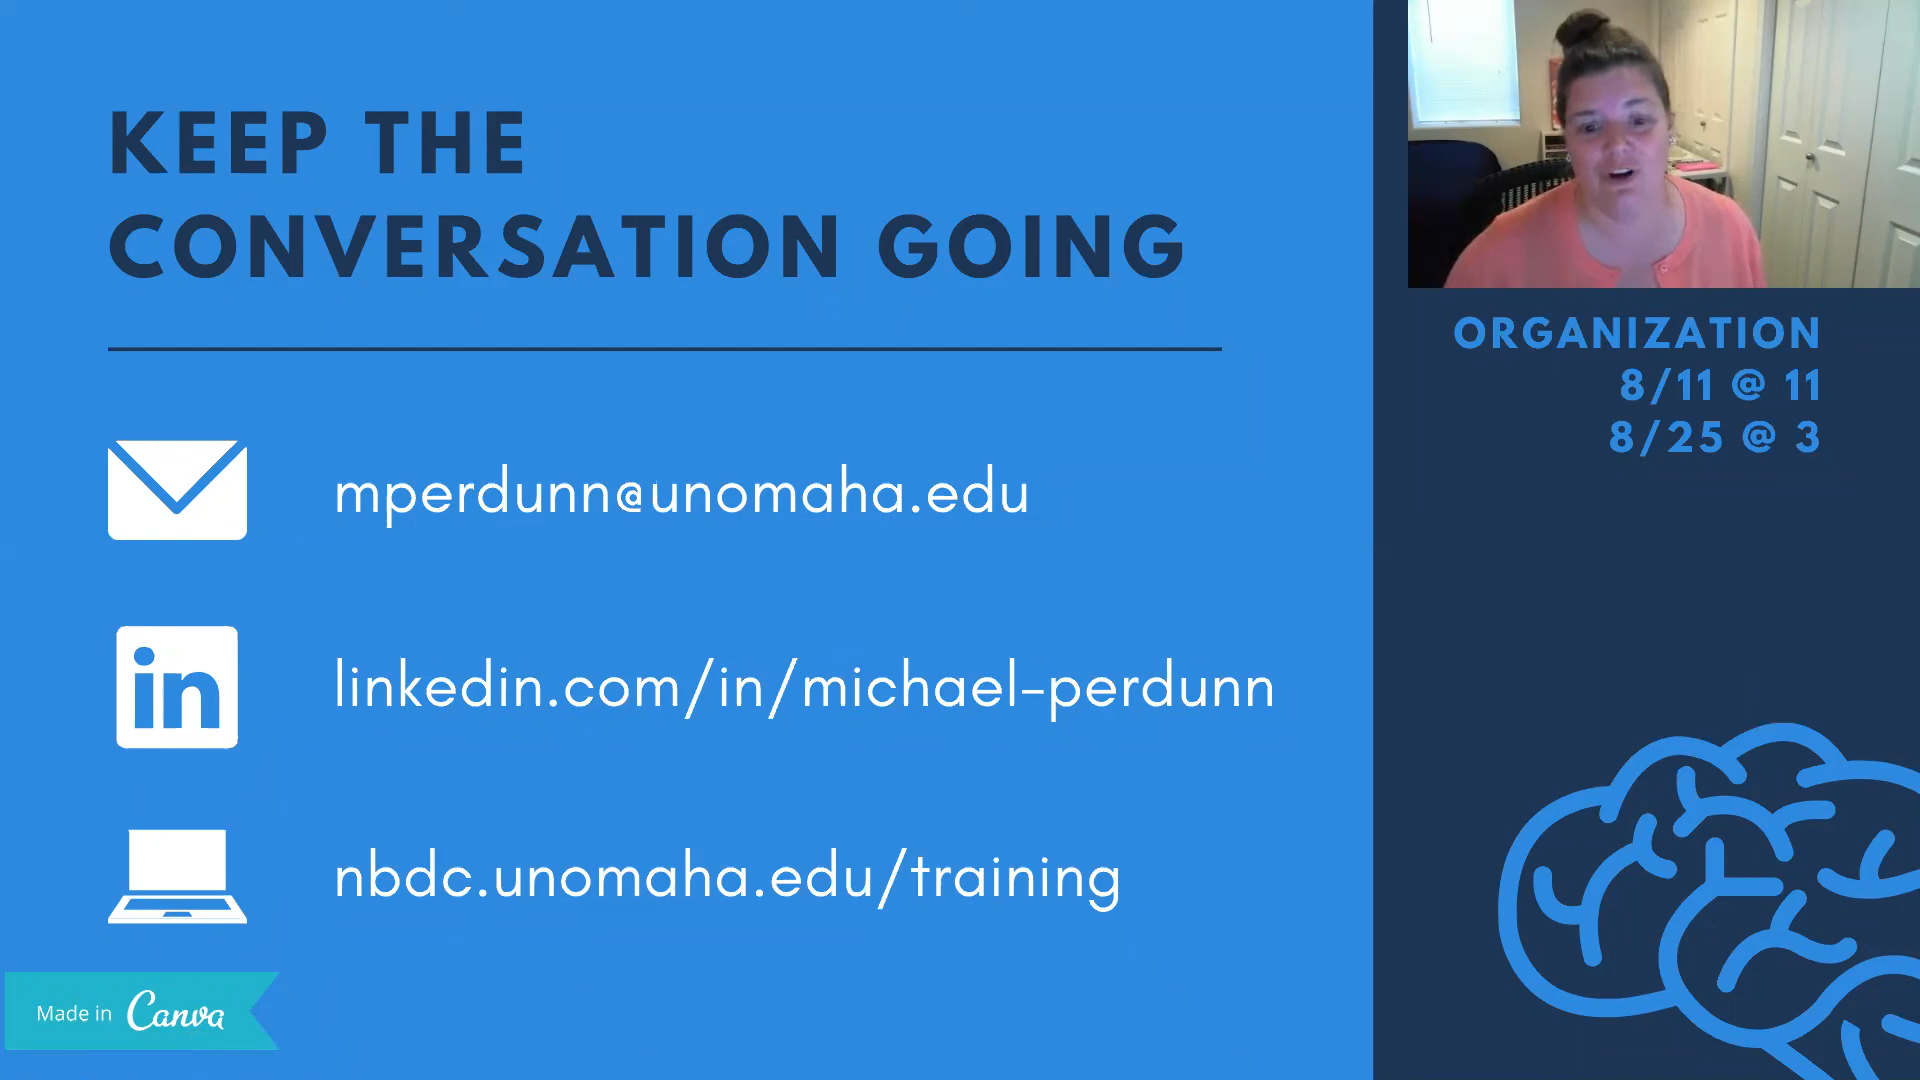 KEEP THE
CONVERSATION GOING
mperdunn@unomaha.edu
in
linkedin.com/in/michael-perdunn
nbdc.unomaha.edu/training
Made in Canva
ORGANIZATION
8/11 @ 11
8/25 @ 3